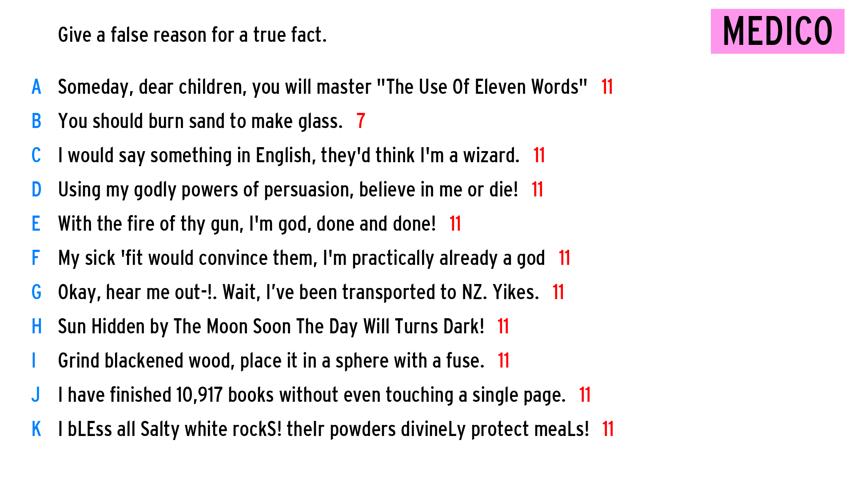 MEDICO
Give a false reason for a true fact.
A Someday, dear children, you will master "The Use Of Eleven Words" 11
B You should burn sand to make glass. 7
C I would say something in English, they'd think I'm a wizard. 11
D Using my godly powers of persuasion, believe in me or die! 11
E With the fire of thy gun, I'm god, done and done! 11
F My sick 'fit would convince them, I'm practically already a god 11
G Okay, hear me out-!. Wait, I've been transported to NZ. Yikes. 11
H Sun Hidden by The Moon Soon The Day Will Turns Dark! 11
I Grind blackened wood, place it in a sphere with a fuse. 11
J I have finished 10,917 books without even touching a single page. 11
K I bLEss all Salty white rockS! theIr powders divineLy protect meaLs! 11